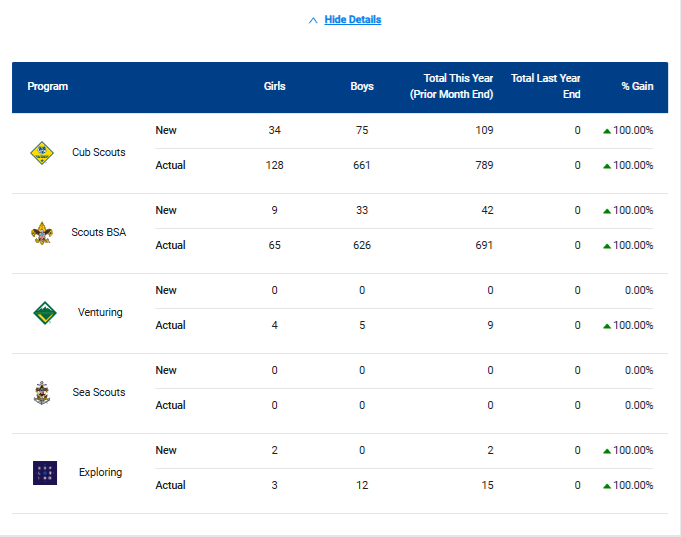 Hide Details
Program Girls Boys Total This Year (Prior Month End) Total Last Year End % Gain
Cub Scouts
New 34 75 109 0 100.00%
Actual 128 661 789 0 100.00%
Scouts BSA
New 9 33 42 0 100.00%
Actual 65 626 691 0 100.00%
Venturing
New 0 0 0 0 0.00%
Actual 4 5 9 0 100.00%
Sea Scouts
New 0 0 0 0 0.00%
Actual 0 0 0 0 0.00%
Exploring
New 2 0 2 0 100.00%
Actual 3 12 15 0 100.00%